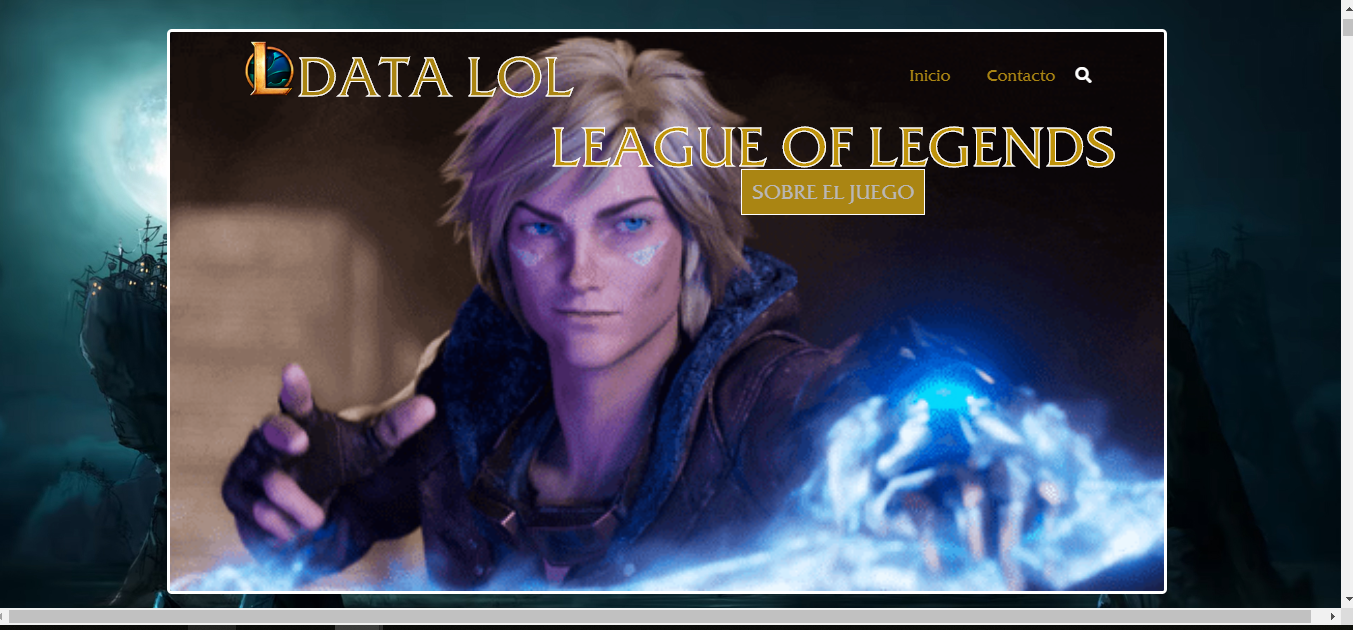 DATA LOL
Inicio
Contacto
LEAGUE OF LEGENDS
SOBRE EL JUEGO